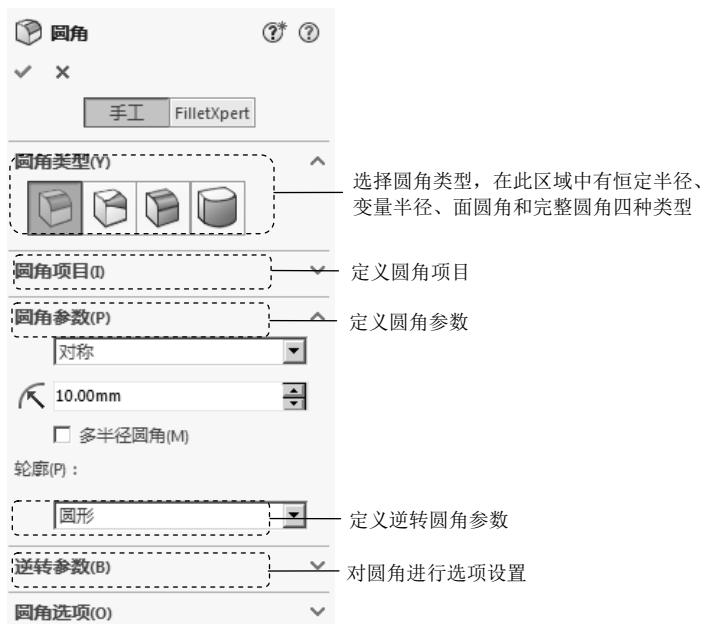 圆角
手工 FilletXpert
圆角类型(Y)
选择圆角类型，在此区域中有恒定半径、
变量半径、面圆角和完整圆角四种类型
圆角项目(I)
定义圆角项目
圆角参数(P)
定义圆角参数
对称
10.00mm
多半径圆角(M)
轮廓(P)：
圆形
定义逆转圆角参数
逆转参数(B)
对圆角进行选项设置
圆角选项(O)